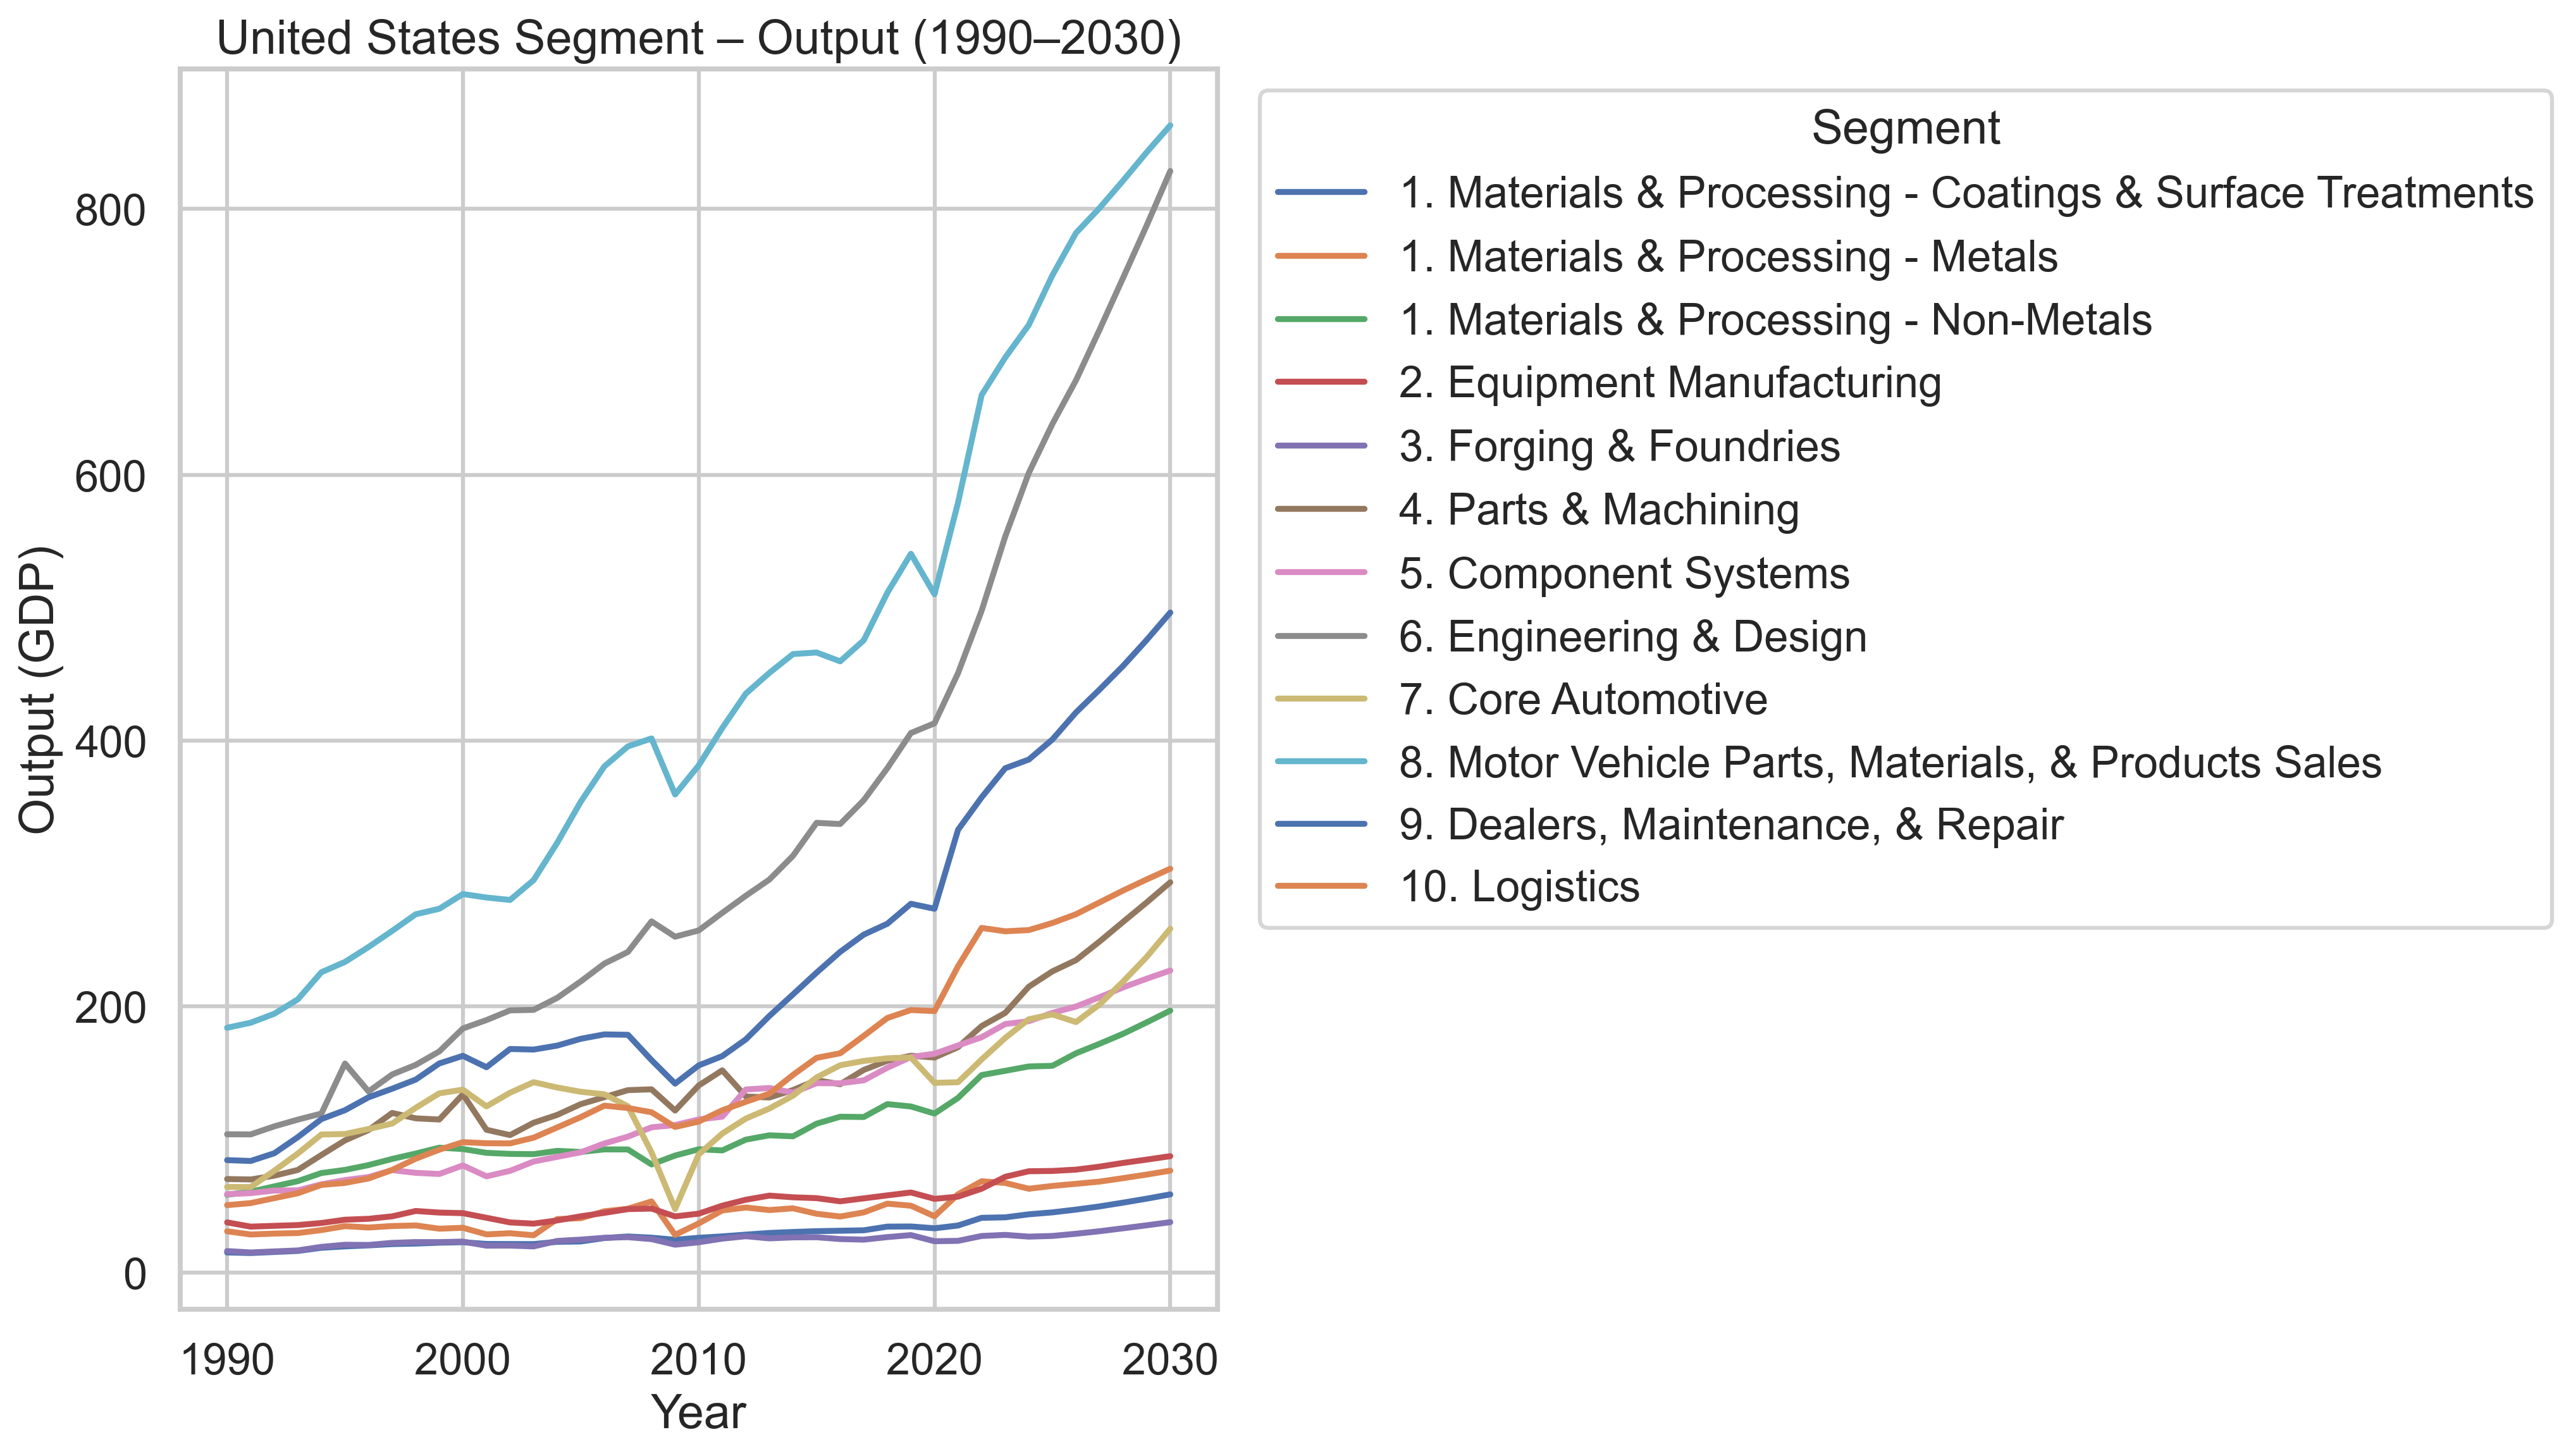 United States Segment – Output (1990–2030)
Output (GDP)
800
600
400
200
0
1990 2000 2010 2020 2030
Year
Segment
1. Materials & Processing - Coatings & Surface Treatments
1. Materials & Processing - Metals
1. Materials & Processing - Non-Metals
2. Equipment Manufacturing
3. Forging & Foundries
4. Parts & Machining
5. Component Systems
6. Engineering & Design
7. Core Automotive
8. Motor Vehicle Parts, Materials, & Products Sales
9. Dealers, Maintenance, & Repair
10. Logistics